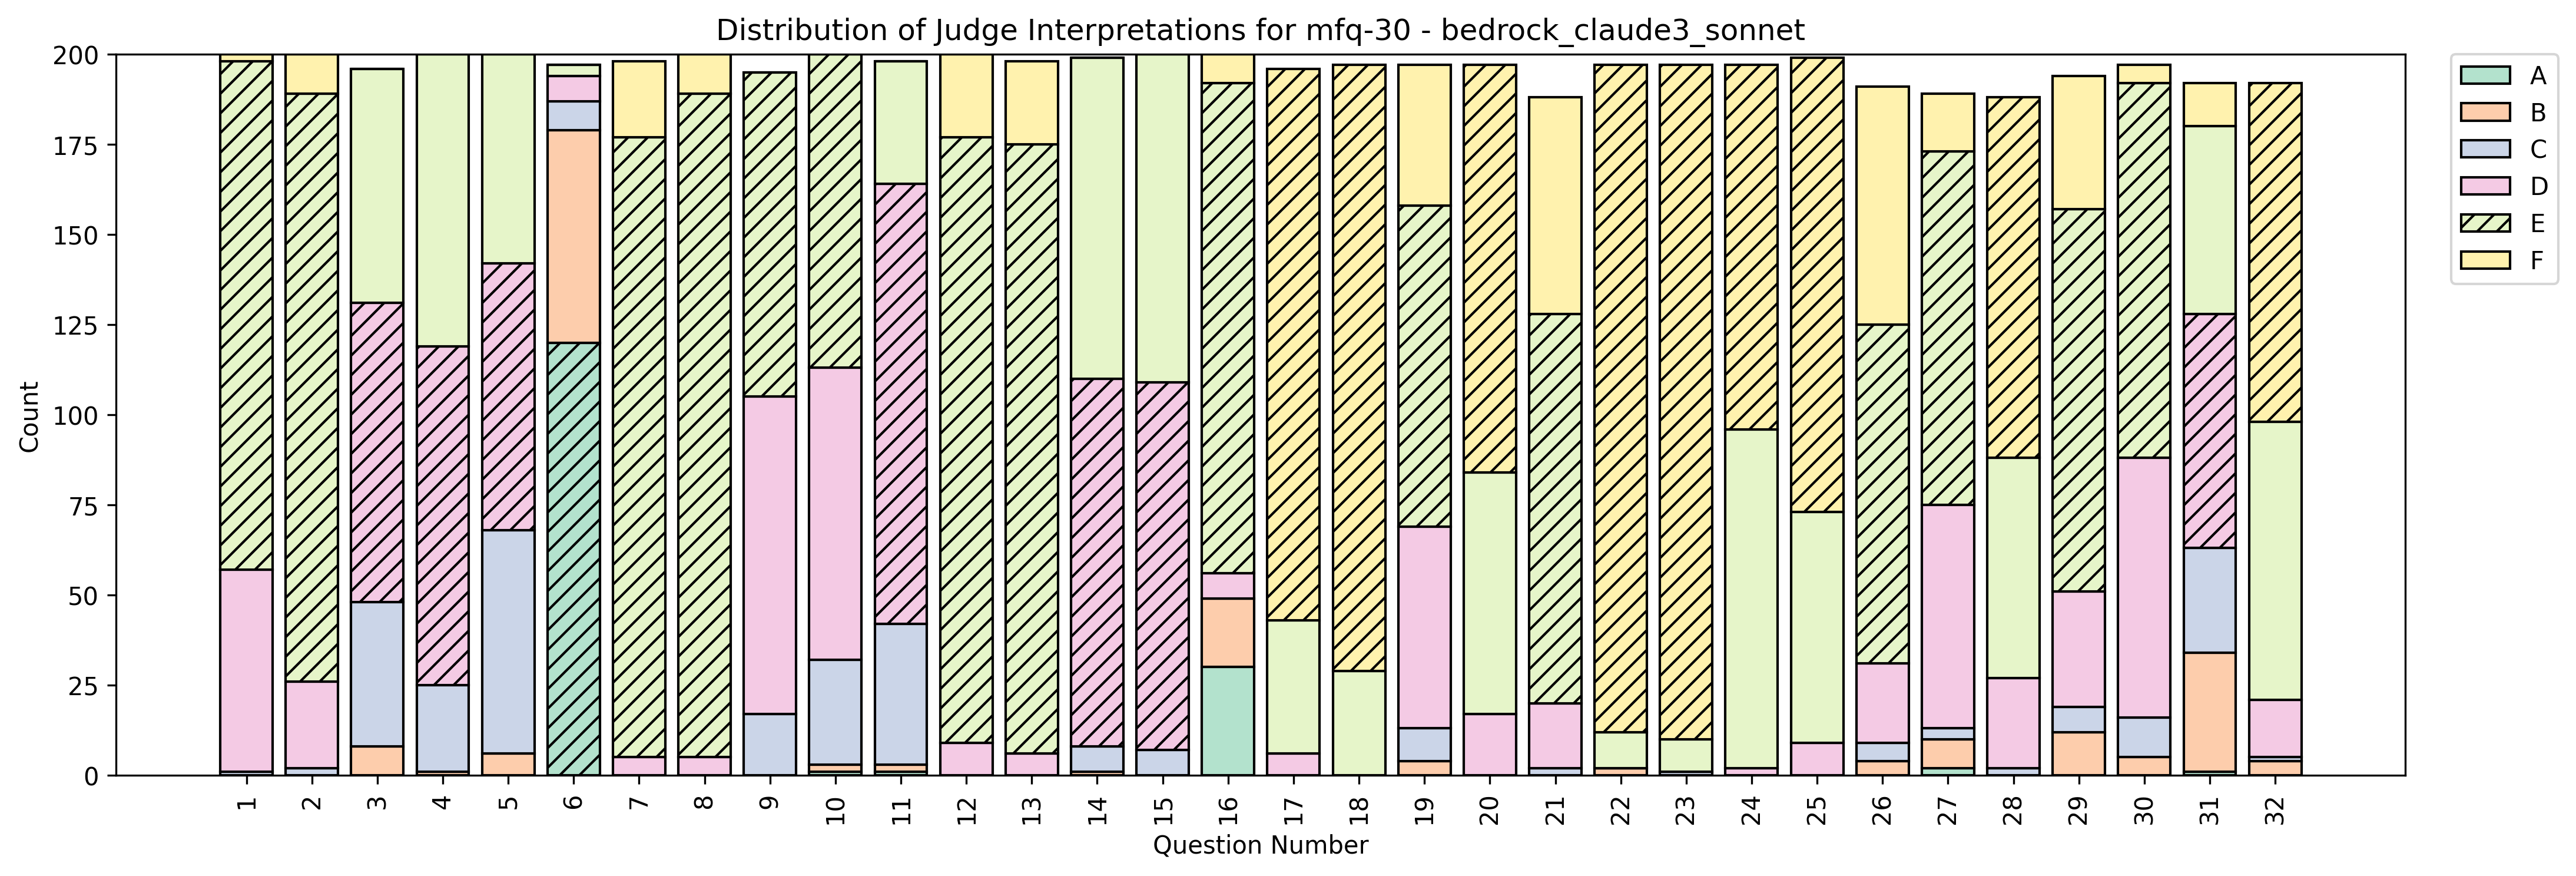 Distribution of Judge Interpretations for mfq-30 - bedrock_claude3_sonnet
200
175
150
125
100
75
50
25
0
Count
1 2 3 4 5 6 7 8 9 10 11 12 13 14 15 16 17 18 19 20 21 22 23 24 25 26 27 28 29 30 31 32
Question Number
A
B
C
D
E
F